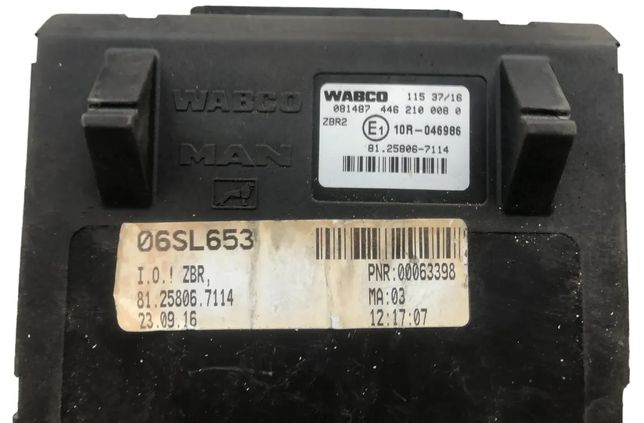 WABCO
MAN
WABCO 115 37/16
081487 446 210 008 0
ZBR2 E1 10R-046986
81.25806-7114
06SL653
I.O.! ZBR,
81.25806.7114
23.09.16
PNR:00063398
MA:03
12:17:07